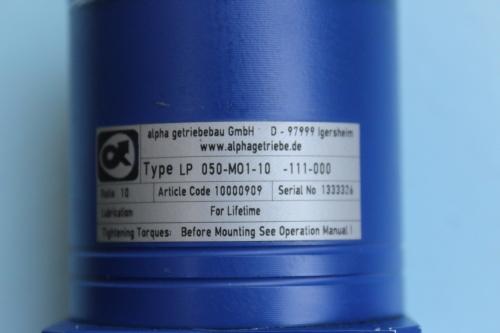 alpha getriebebau GmbH D - 97999 Igersheim
www.alphagetriebe.de
Type LP 050-MO1-10 -111-000
Ratio 10 Article Code 10000909 Serial No 1333326
Lubrication For Lifetime
Tightening Torques: Before Mounting See Operation Manual !